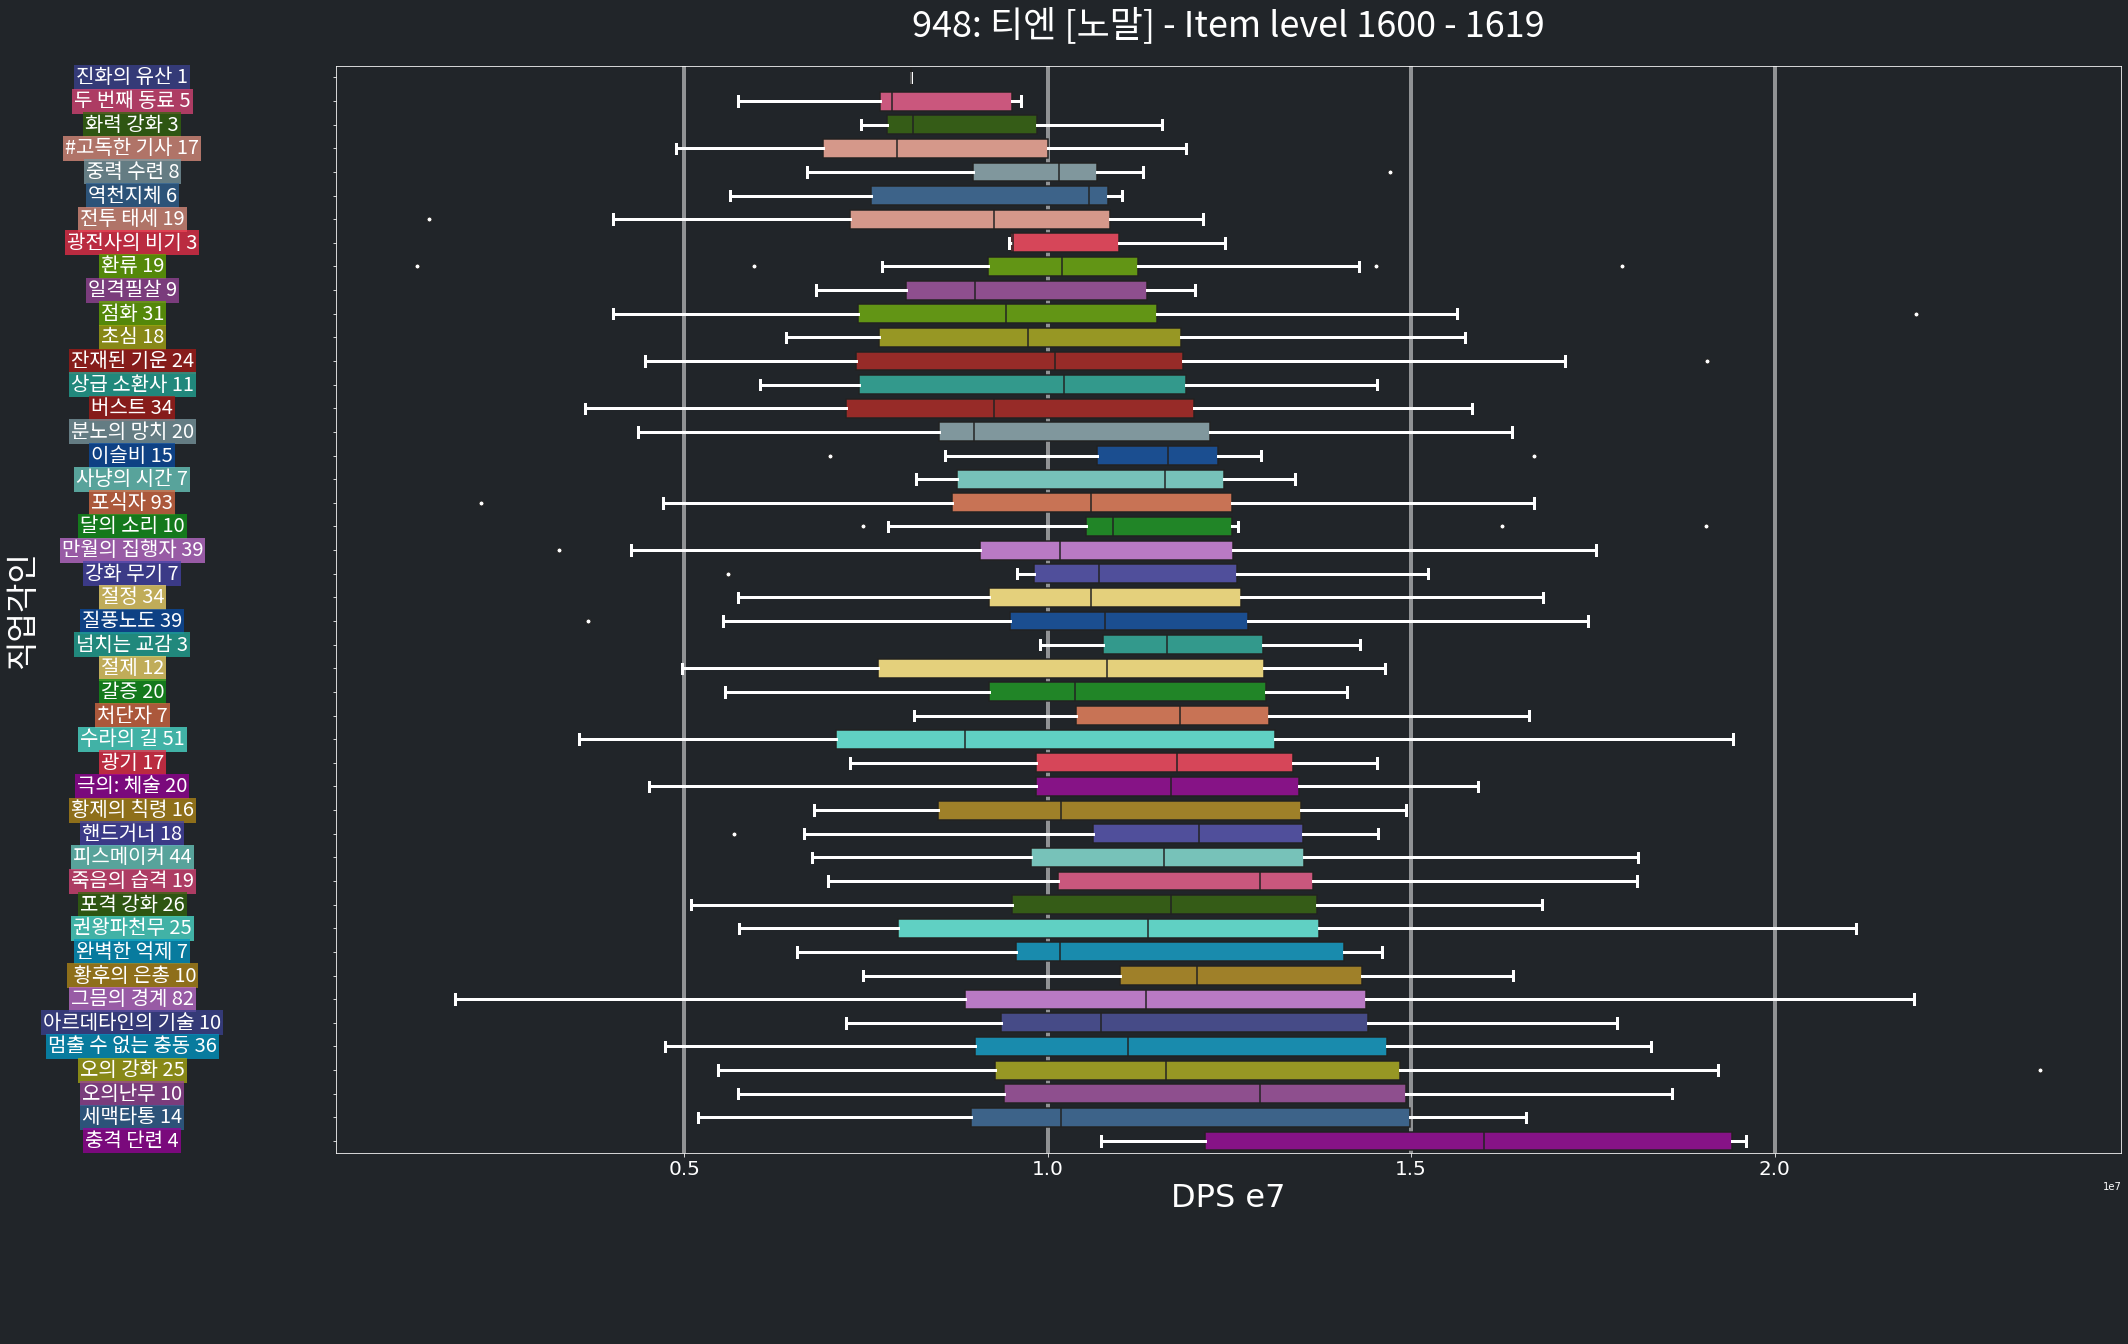 948: 티엔 [노말] - Item level 1600 - 1619
직업각인
진화의 유산 1
두 번째 동료 5
화력 강화 3
#고독한 기사 17
중력 수련 8
역천지체 6
전투 태세 19
광전사의 비기 3
환류 19
일격필살 9
점화 31
초심 18
잔재된 기운 24
상급 소환사 11
버스트 34
분노의 망치 20
이슬비 15
사냥의 시간 7
포식자 93
달의 소리 10
만월의 집행자 39
강화 무기 7
절정 34
질풍노도 39
넘치는 교감 3
절제 12
갈증 20
처단자 7
수라의 길 51
광기 17
극의: 체술 20
황제의 칙령 16
핸드거너 18
피스메이커 44
죽음의 습격 19
포격 강화 26
권왕파천무 25
완벽한 억제 7
황후의 은총 10
그믐의 경계 82
아르데타인의 기술 10
멈출 수 없는 충동 36
오의 강화 25
오의난무 10
세맥타통 14
충격 단련 4
0.5 1.0 1.5 2.0
DPS e7
1e7